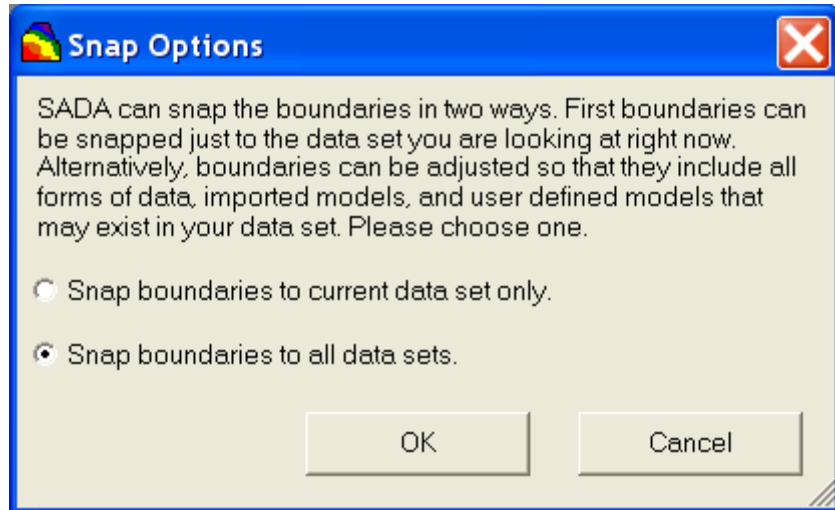 Snap Options
SADA can snap the boundaries in two ways. First boundaries can
be snapped just to the data set you are looking at right now.
Alternatively, boundaries can be adjusted so that they include all
forms of data, imported models, and user defined models that
may exist in your data set. Please choose one.
Snap boundaries to current data set only.
Snap boundaries to all data sets.
OK
Cancel